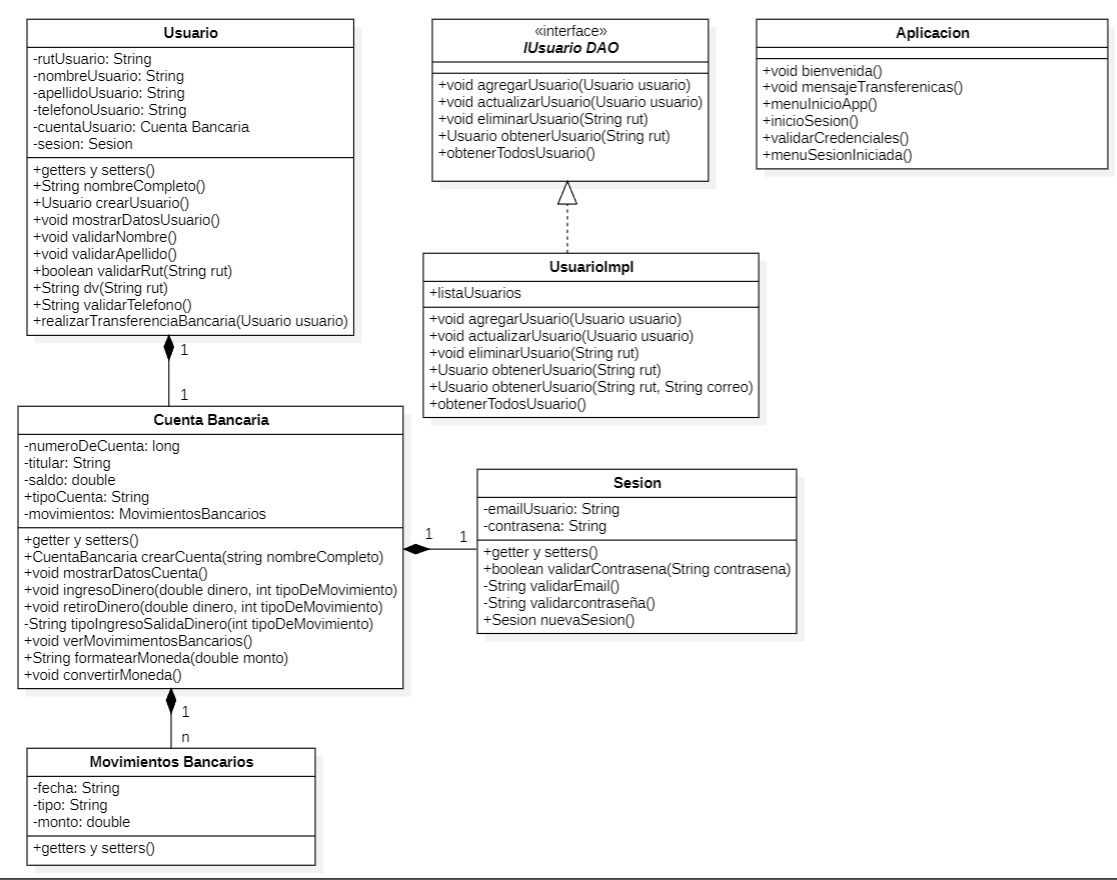 Usuario
-rutUsuario: String
-nombreUsuario: String
-apellidoUsuario: String
-telefonoUsuario: String
-cuentaUsuario: Cuenta Bancaria
-sesion: Sesion
+getters y setters()
+String nombreCompleto()
+Usuario crearUsuario()
+void mostrarDatosUsuario()
+void validarNombre()
+void validarApellido()
+boolean validarRut(String rut)
+String dv(String rut)
+String validarTelefono()
+realizarTransferenciaBancaria(Usuario usuario)
1
1
«interface»
IUsuario DAO
+void agregarUsuario(Usuario usuario)
+void actualizarUsuario(Usuario usuario)
+void eliminarUsuario(String rut)
+Usuario obtenerUsuario(String rut)
+obtenerTodosUsuario()
Aplicacion
+void bienvenida()
+void mensajeTransferenicas()
+menuInicioApp()
+inicioSesion()
+validarCredenciales()
+menuSesionIniciada()
UsuarioImpl
+listaUsuarios
+void agregarUsuario(Usuario usuario)
+void actualizarUsuario(Usuario usuario)
+void eliminarUsuario(String rut)
+Usuario obtenerUsuario(String rut)
+Usuario obtenerUsuario(String rut, String correo)
+obtenerTodosUsuario()
Cuenta Bancaria
-numeroDeCuenta: long
-titular: String
-saldo: double
+tipoCuenta: String
-movimientos: MovimientosBancarios
+getter y setters()
+CuentaBancaria crearCuenta(string nombreCompleto)
+void mostrarDatosCuenta()
+void ingresoDinero(double dinero, int tipoDeMovimiento)
+void retiroDinero(double dinero, int tipoDeMovimiento)
-String tipoIngresoSalidaDinero(int tipoDeMovimiento)
+void verMovimimentosBancarios()
+String formatearMoneda(double monto)
+void convertirMoneda()
1
1
Sesion
-emailUsuario: String
-contrasena: String
+getter y setters()
+boolean validarContrasena(String contrasena)
-String validarEmail()
-String validarcontraseña()
+Sesion nuevaSesion()
1
n
Movimientos Bancarios
-fecha: String
-tipo: String
-monto: double
+getters y setters()